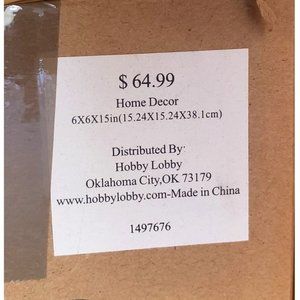 $ 64.99
Home Decor
6X6X15in(15.24X15.24X38.1cm)
Distributed By:
Hobby Lobby
Oklahoma City,OK 73179
www.hobbylobby.com-Made in China
1497676